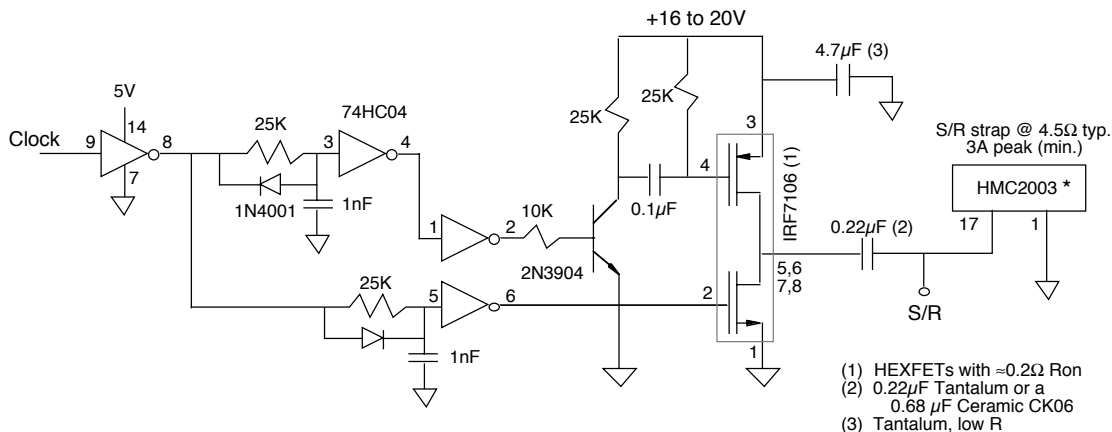 +16 to 20V
4.7µF (3)
5V
74HC04
25K
25K
Clock
9
14
8
7
25K
3
4
1N4001
1nF
3
4
0.1µF
IRF7106 (1)
S/R strap @ 4.5Ω typ.
3A peak (min.)
HMC2003 *
17
1
0.22µF (2)
1
2
10K
2N3904
5,6
7,8
S/R
25K
5
6
1nF
2
1
(1) HEXFETs with ≈0.2Ω Ron
(2) 0.22µF Tantalum or a
0.68 µF Ceramic CK06
(3) Tantalum, low R